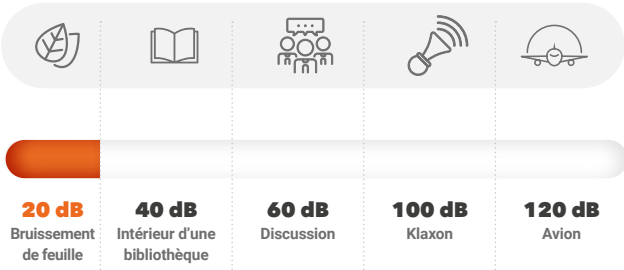 20 dB
Bruissement
de feuille
40 dB
Intérieur d'une
bibliothèque
60 dB
Discussion
100 dB
Klaxon
120 dB
Avion